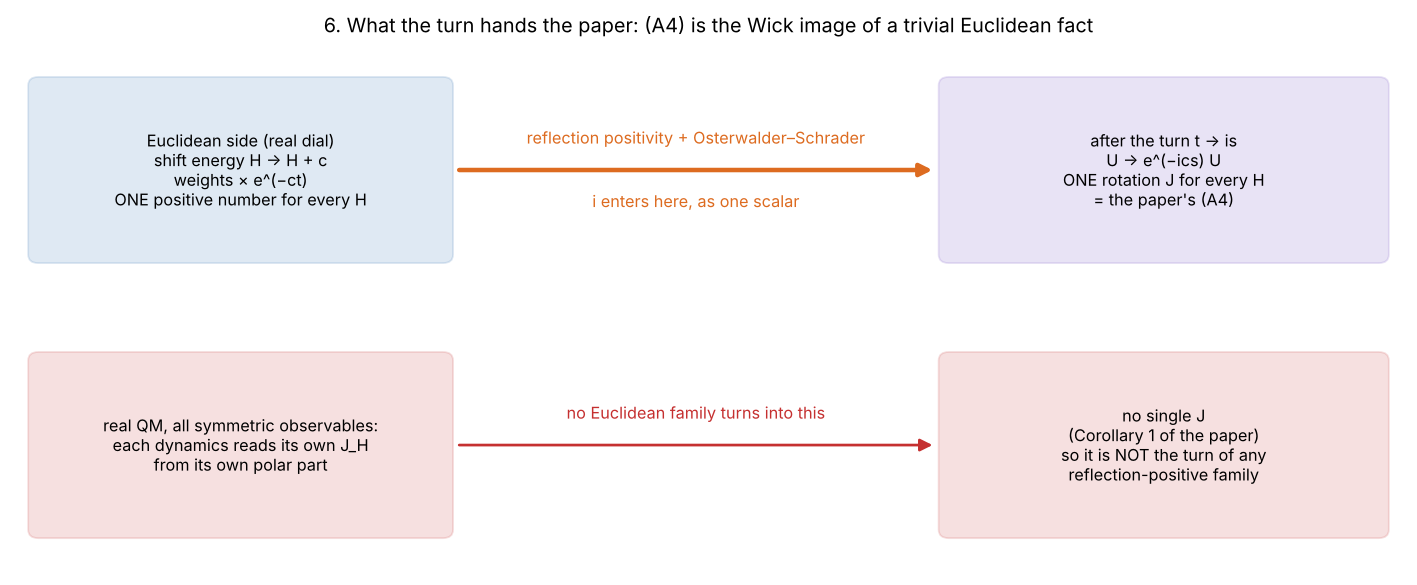 6. What the turn hands the paper: (A4) is the Wick image of a trivial Euclidean fact
Euclidean side (real dial)
shift energy H → H + c
weights × e^(−ct)
ONE positive number for every H
reflection positivity + Osterwalder–Schrader
i enters here, as one scalar
after the turn t → is
U → e^(−ics) U
ONE rotation J for every H
= the paper's (A4)
real QM, all symmetric observables:
each dynamics reads its own J_H
from its own polar part
no Euclidean family turns into this
no single J
(Corollary 1 of the paper)
so it is NOT the turn of any
reflection-positive family